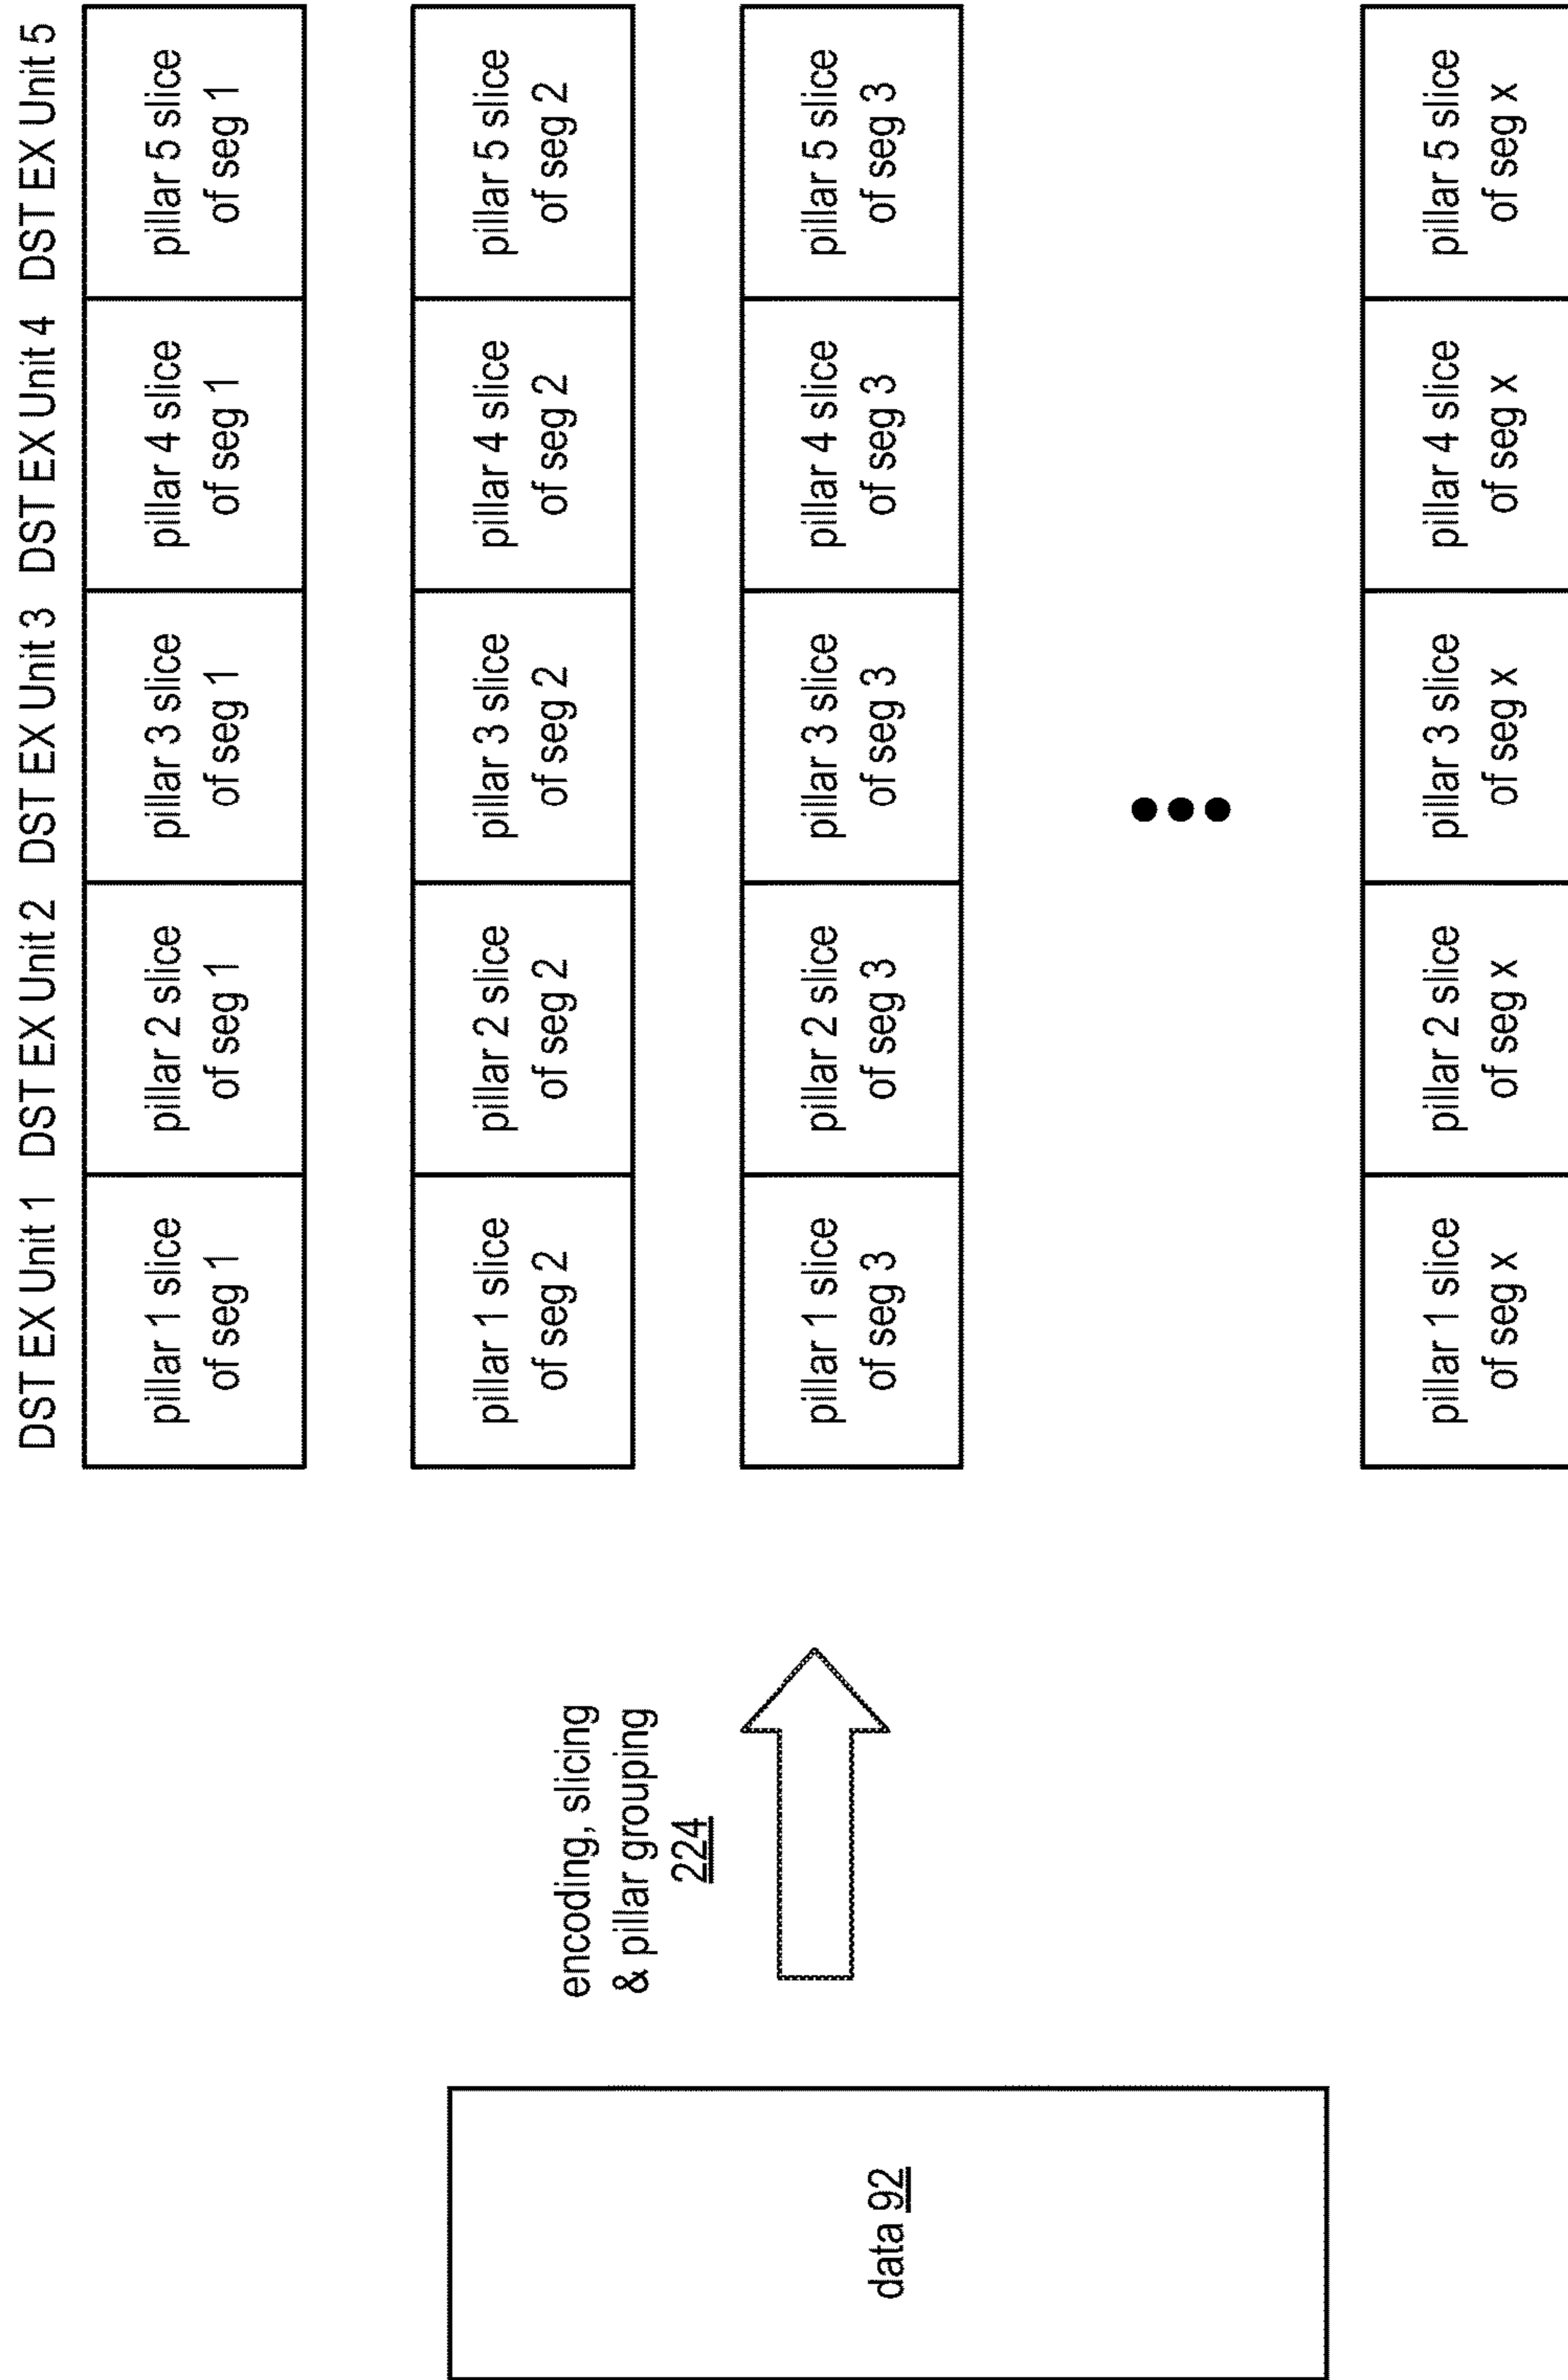 data 92
encoding, slicing
& pillar grouping
224
DST EX Unit 1 DST EX Unit 2 DST EX Unit 3 DST EX Unit 4 DST EX Unit 5
pillar 1 slice
of seg 1
pillar 2 slice
of seg 1
pillar 3 slice
of seg 1
pillar 4 slice
of seg 1
pillar 5 slice
of seg 1
pillar 1 slice
of seg 2
pillar 2 slice
of seg 2
pillar 3 slice
of seg 2
pillar 4 slice
of seg 2
pillar 5 slice
of seg 2
pillar 1 slice
of seg 3
pillar 2 slice
of seg 3
pillar 3 slice
of seg 3
pillar 4 slice
of seg 3
pillar 5 slice
of seg 3
pillar 1 slice
of seg x
pillar 2 slice
of seg x
pillar 3 slice
of seg x
pillar 4 slice
of seg x
pillar 5 slice
of seg x